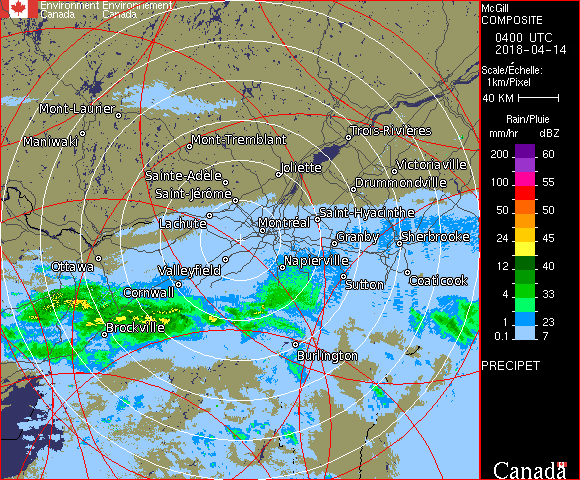 Environment Environnement
Canada Canada
McGill
COMPOSITE
0400 UTC
2018-04-14
Scale/Échelle:
1km/Pixel
40 KM
Rain/Pluie
mm/hr dBZ
200 60
100 55
50 50
24 45
12 40
4 33
1 23
0.1 7
PRECIPET
Canada
Mont-Laurier
Maniwaki
Mont-Tremblant
Trois-Rivières
Sainte-Adèle
Joliette
Victoriaville
Saint-Jérôme
Drummondville
Lachute
Montréal
Saint-Hyacinthe
Granby
Sherbrooke
Ottawa
Valleyfield
Napierville
Cornwall
Sutton
Coaticook
Brockville
Burlington